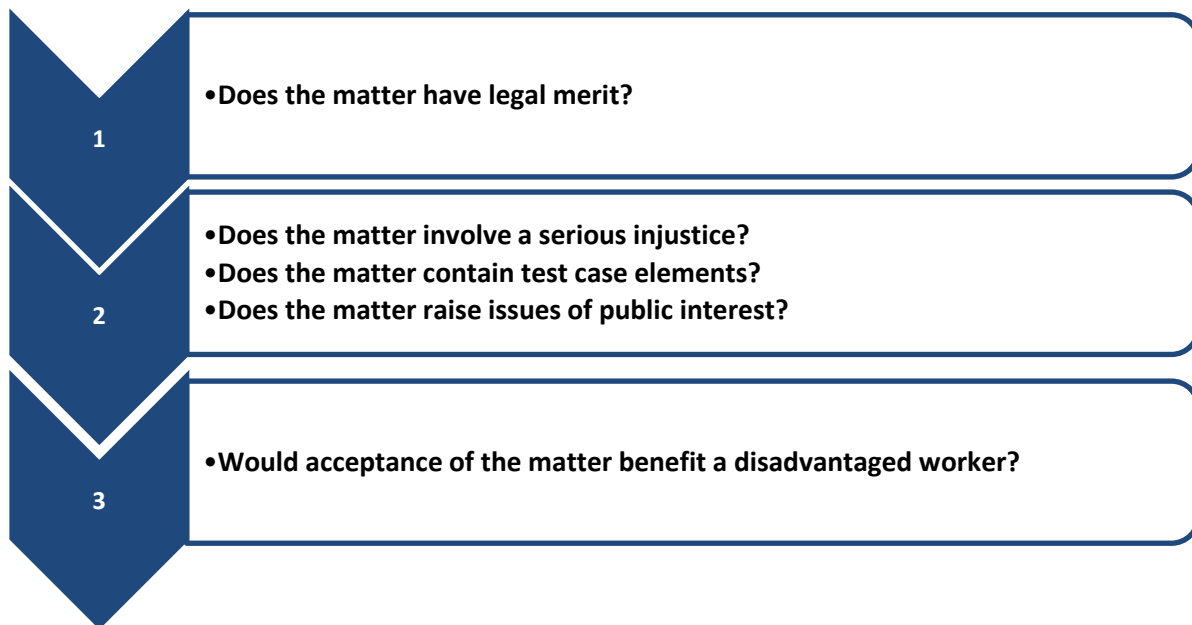 1
•Does the matter have legal merit?
2
•Does the matter involve a serious injustice?
•Does the matter contain test case elements?
•Does the matter raise issues of public interest?
3
•Would acceptance of the matter benefit a disadvantaged worker?